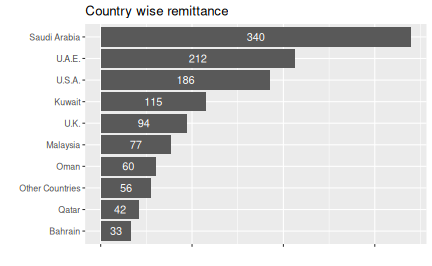 Country wise remittance
Saudi Arabia 340
U.A.E. 212
U.S.A. 186
Kuwait 115
U.K. 94
Malaysia 77
Oman 60
Other Countries 56
Qatar 42
Bahrain 33